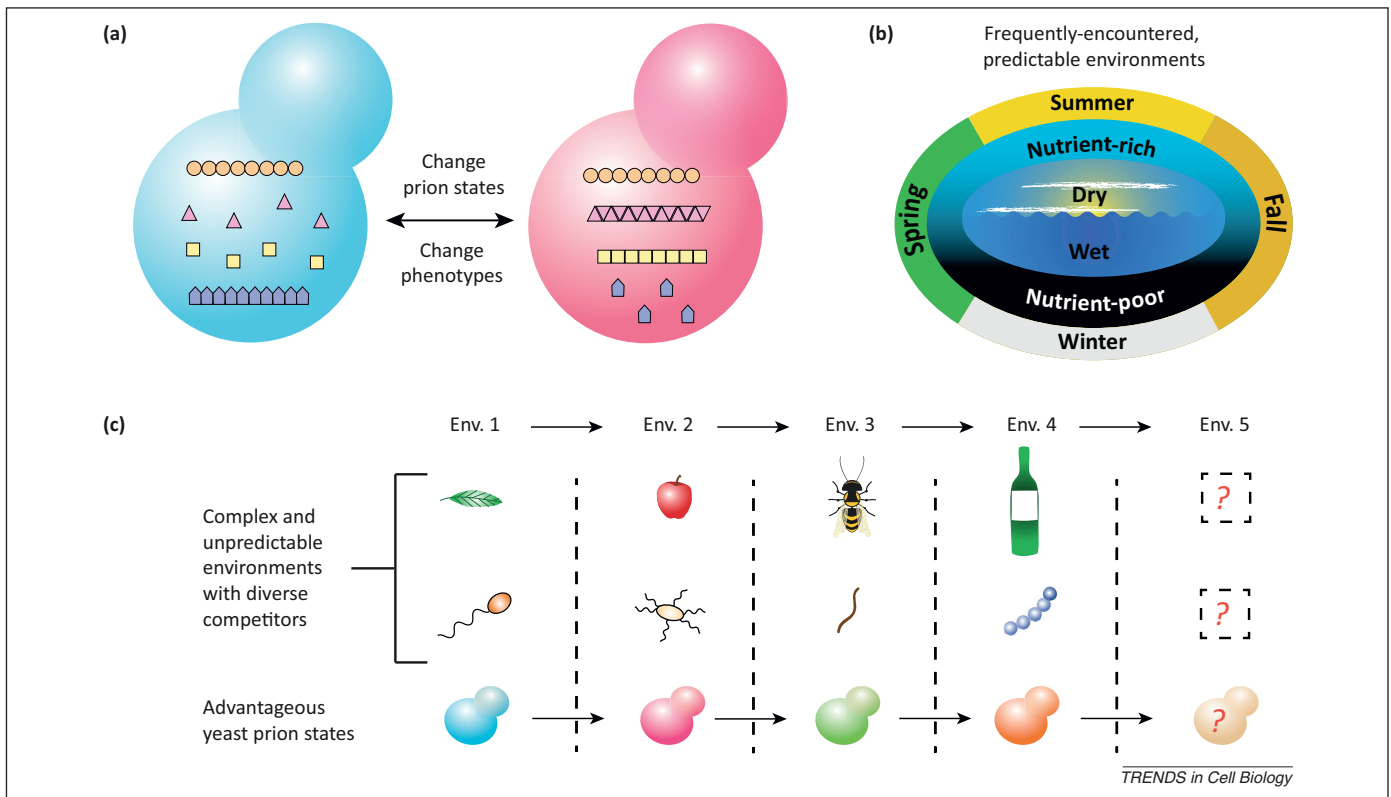 (a)
Change
prion states
Change
phenotypes
(b)
Frequently-encountered,
predictable environments
Summer
Nutrient-rich
Dry
Spring
Fall
Wet
Nutrient-poor
Winter
(c)
Env. 1
Env. 2
Env. 3
Env. 4
Env. 5
Complex and
unpredictable
environments
with diverse
competitors
?
?
Advantageous
yeast prion states
?
TRENDS in Cell Biology